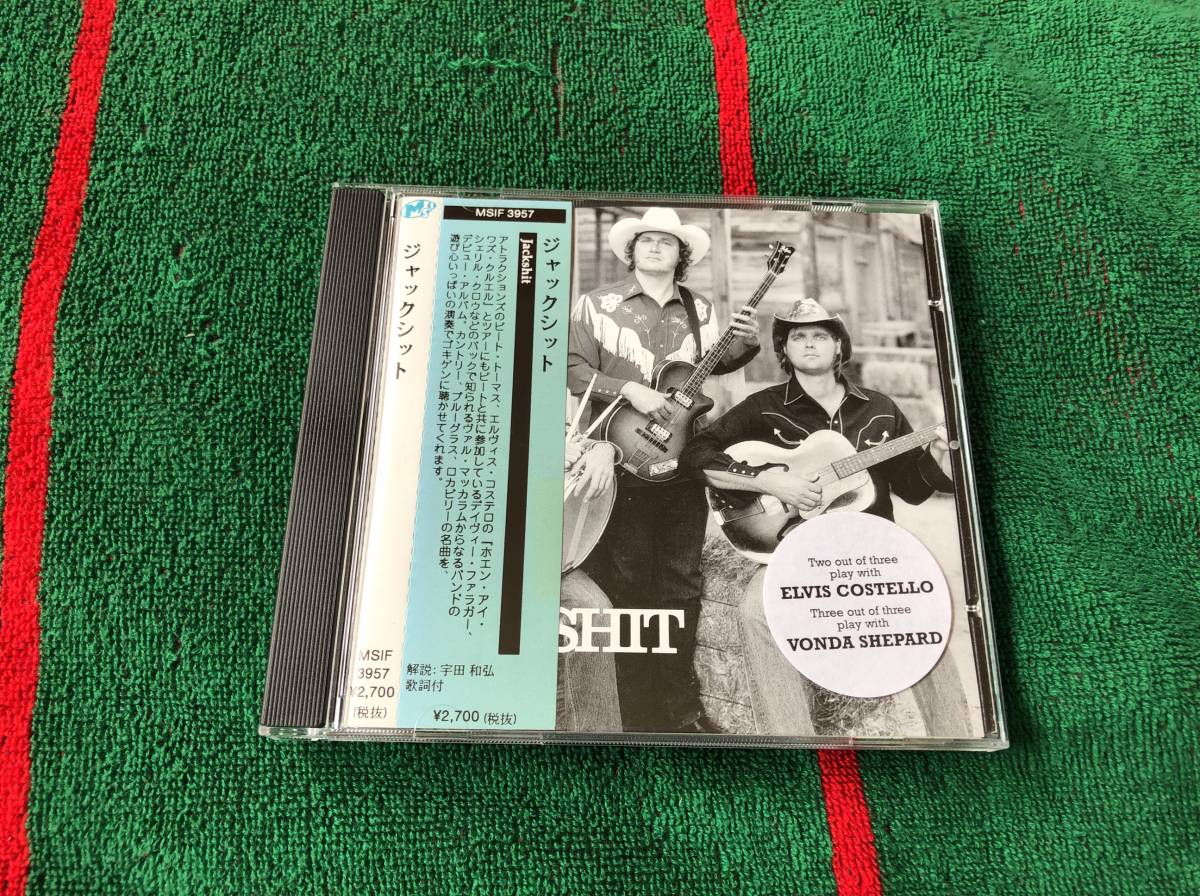 MSI
ジャックシット
MSIF
3957
¥2,700
(税抜)
MSIF 3957
ジャックシット
Jackshit
アトラクションズのピート・トーマス、エルヴィス・コステロの「ホエン・アイ・
ワズ・クルエル」とツアーにもピートと共に参加しているデイヴィー・ファラガー、
シェリル・クロウなどのバックで知られるヴァル・マッカラムからなるバンドの
デビュー・アルバム。カントリー、ブルーグラス、ロカビリーの名曲を、
遊び心いっぱいの演奏でゴキゲンに聴かせてくれます。
解説: 宇田 和弘
歌詞付
¥2,700 (税抜)
SHIT
Two out of three
play with
ELVIS COSTELLO
Three out of three
play with
VONDA SHEPARD